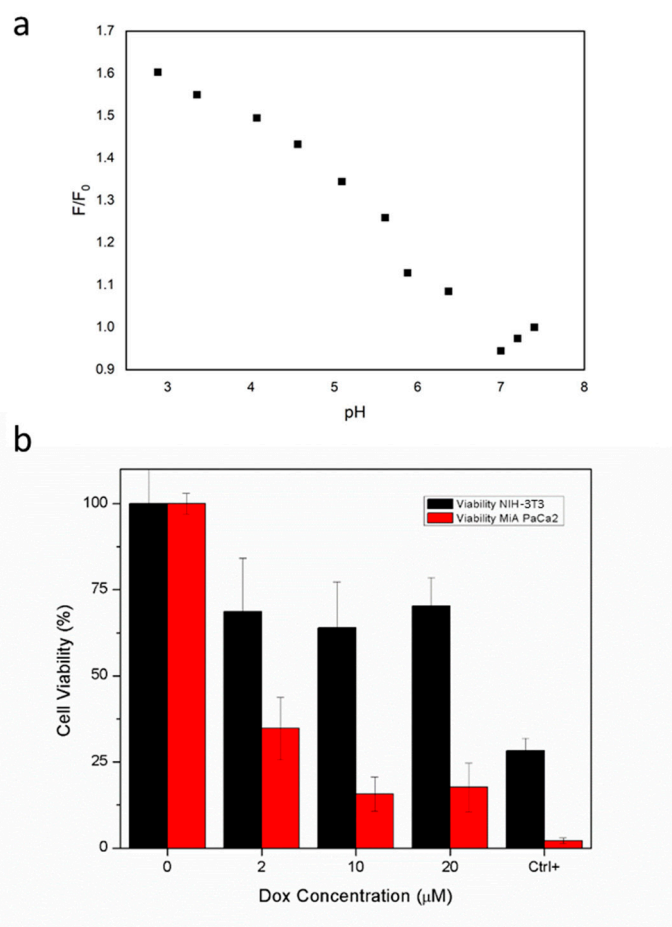 a
1.7
1.6
1.5
1.4
1.3
1.2
1.1
1.0
0.9
F/F0
3 4 5 6 7 8
pH
b
100
75
50
25
0
Cell Viability (%)
Viability NIH-3T3
Viability MiA PaCa2
0 2 10 20 Ctrl+
Dox Concentration (μM)